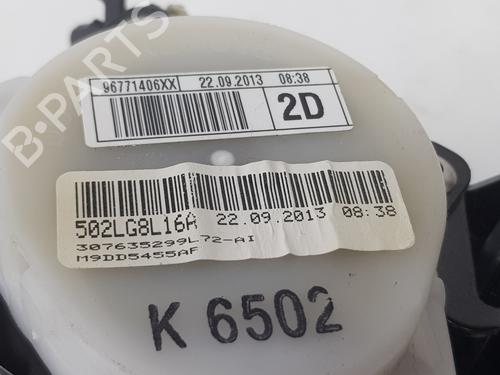 B-PARTS
96771406XX 22.09.2013 08:38
2D
502LG8L16A 22.09.2013 08:38
307635299L72-AI
M9DD5455AF
K 6502